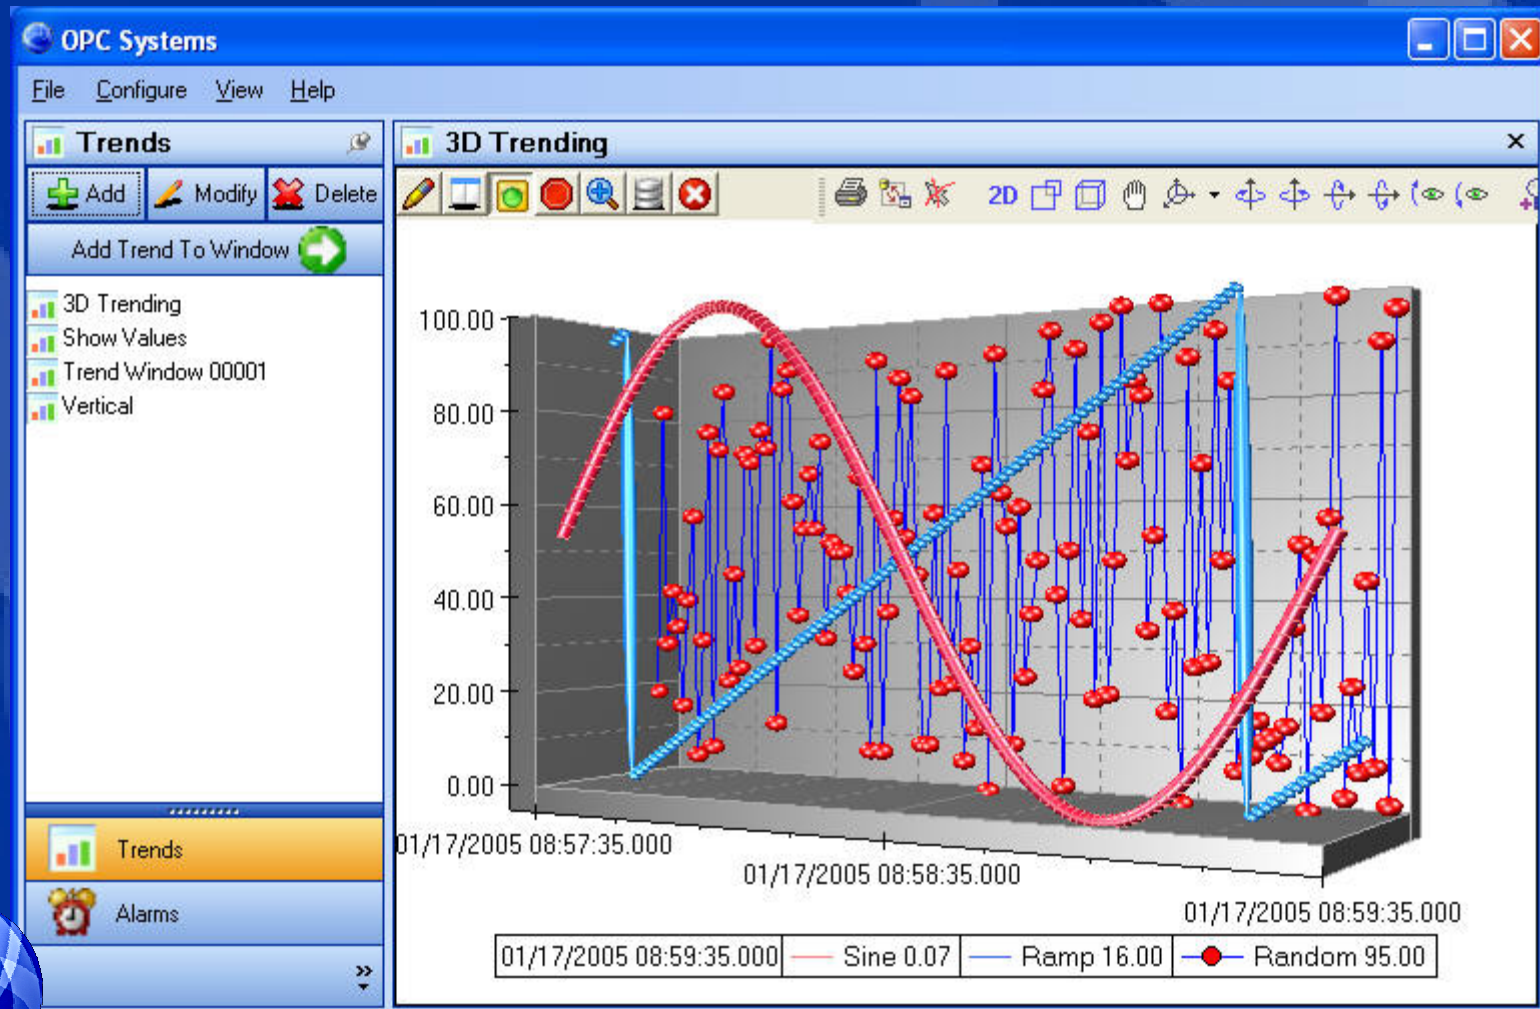 OPC Systems
File Configure View Help
Trends
Add Modify Delete
Add Trend To Window
3D Trending
Show Values
Trend Window 00001
Vertical
Trends
Alarms
3D Trending
2D
100.00
80.00
60.00
40.00
20.00
0.00
01/17/2005 08:57:35.000
01/17/2005 08:58:35.000
01/17/2005 08:59:35.000
01/17/2005 08:59:35.000 Sine 0.07 Ramp 16.00 Random 95.00